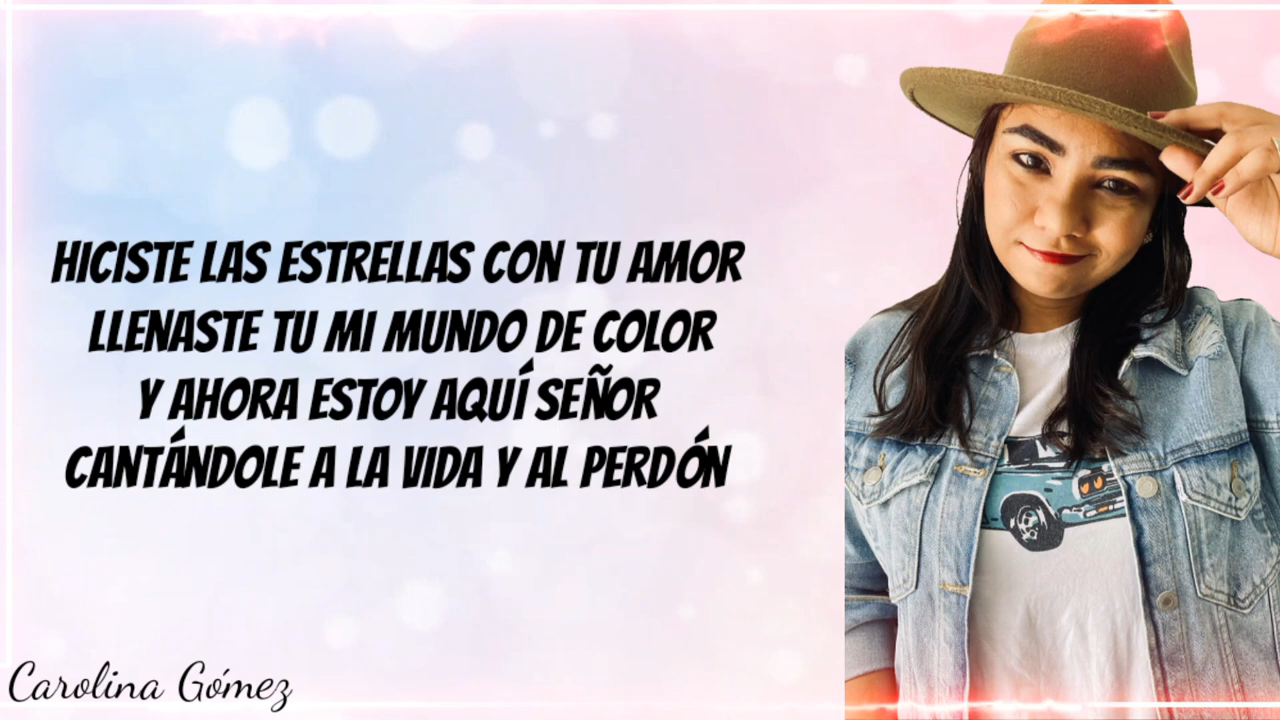 HICISTE LAS ESTRELLAS CON TU AMOR
LLENASTE TU MI MUNDO DE COLOR
Y AHORA ESTOY AQUÍ SEÑOR
CANTÁNDOLE A LA VIDA Y AL PERDÓN
Carolina Gómez